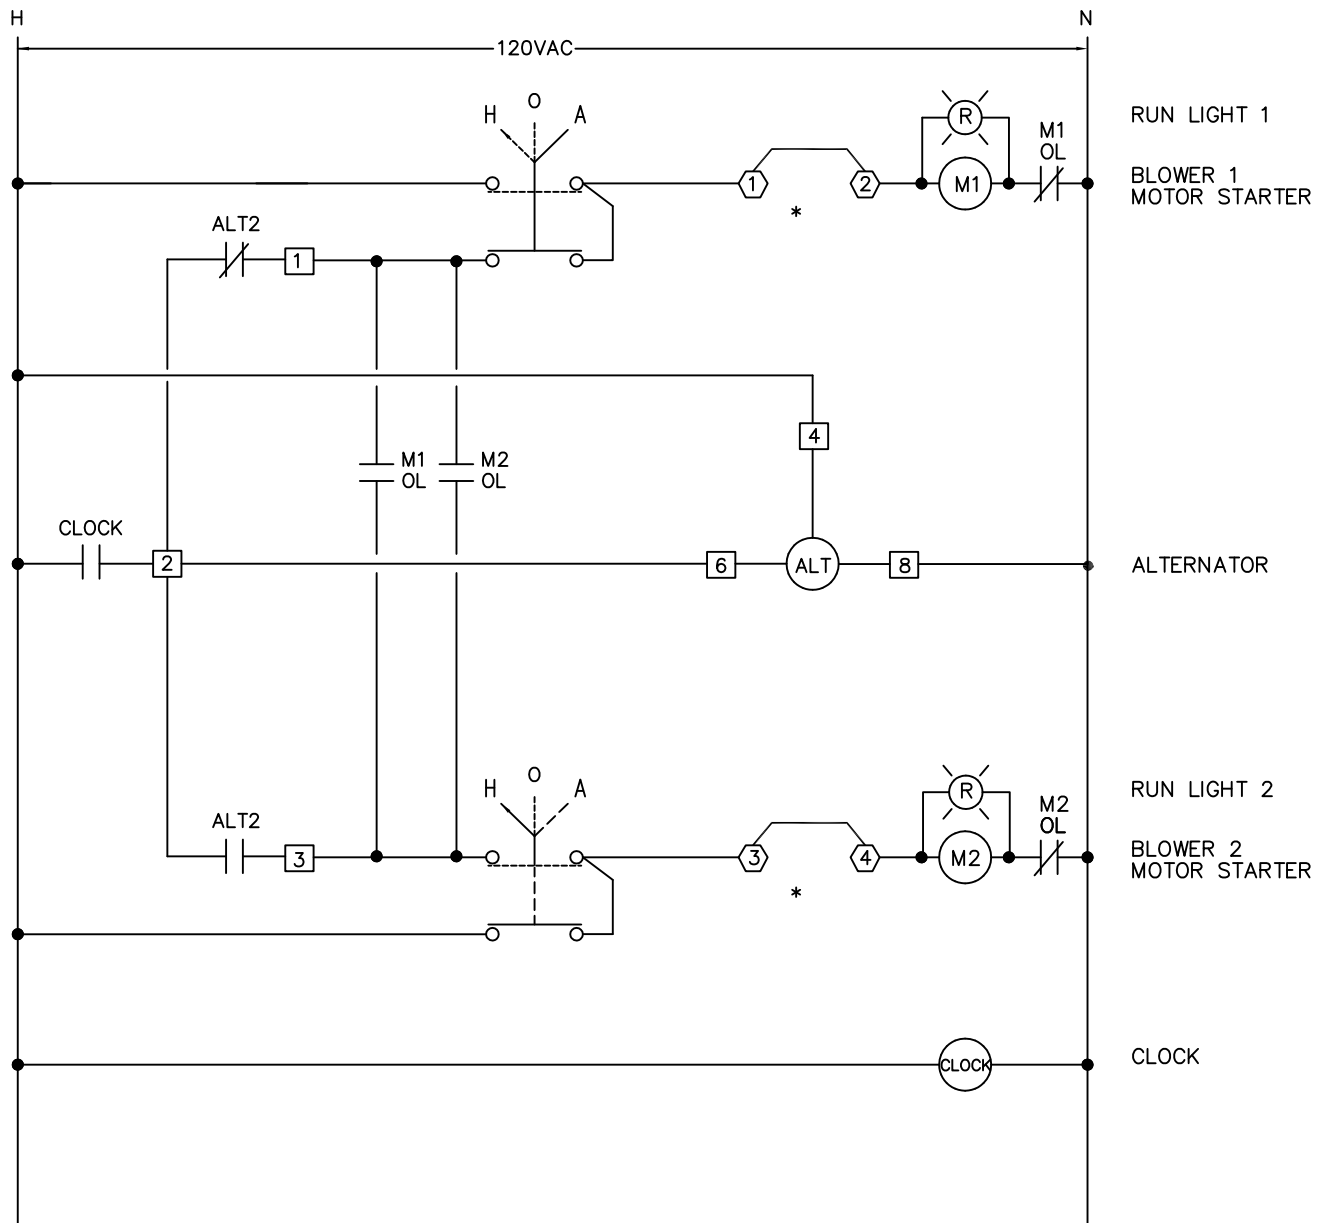 H
N
120VAC
H O A
R
RUN LIGHT 1
M1
OL
1
2
M1
BLOWER 1
MOTOR STARTER
*
ALT2
1
4
M1
OL
M2
OL
CLOCK
2
6
ALT
8
ALTERNATOR
H O A
R
RUN LIGHT 2
M2
OL
ALT2
3
3
4
M2
BLOWER 2
MOTOR STARTER
*
CLOCK
CLOCK